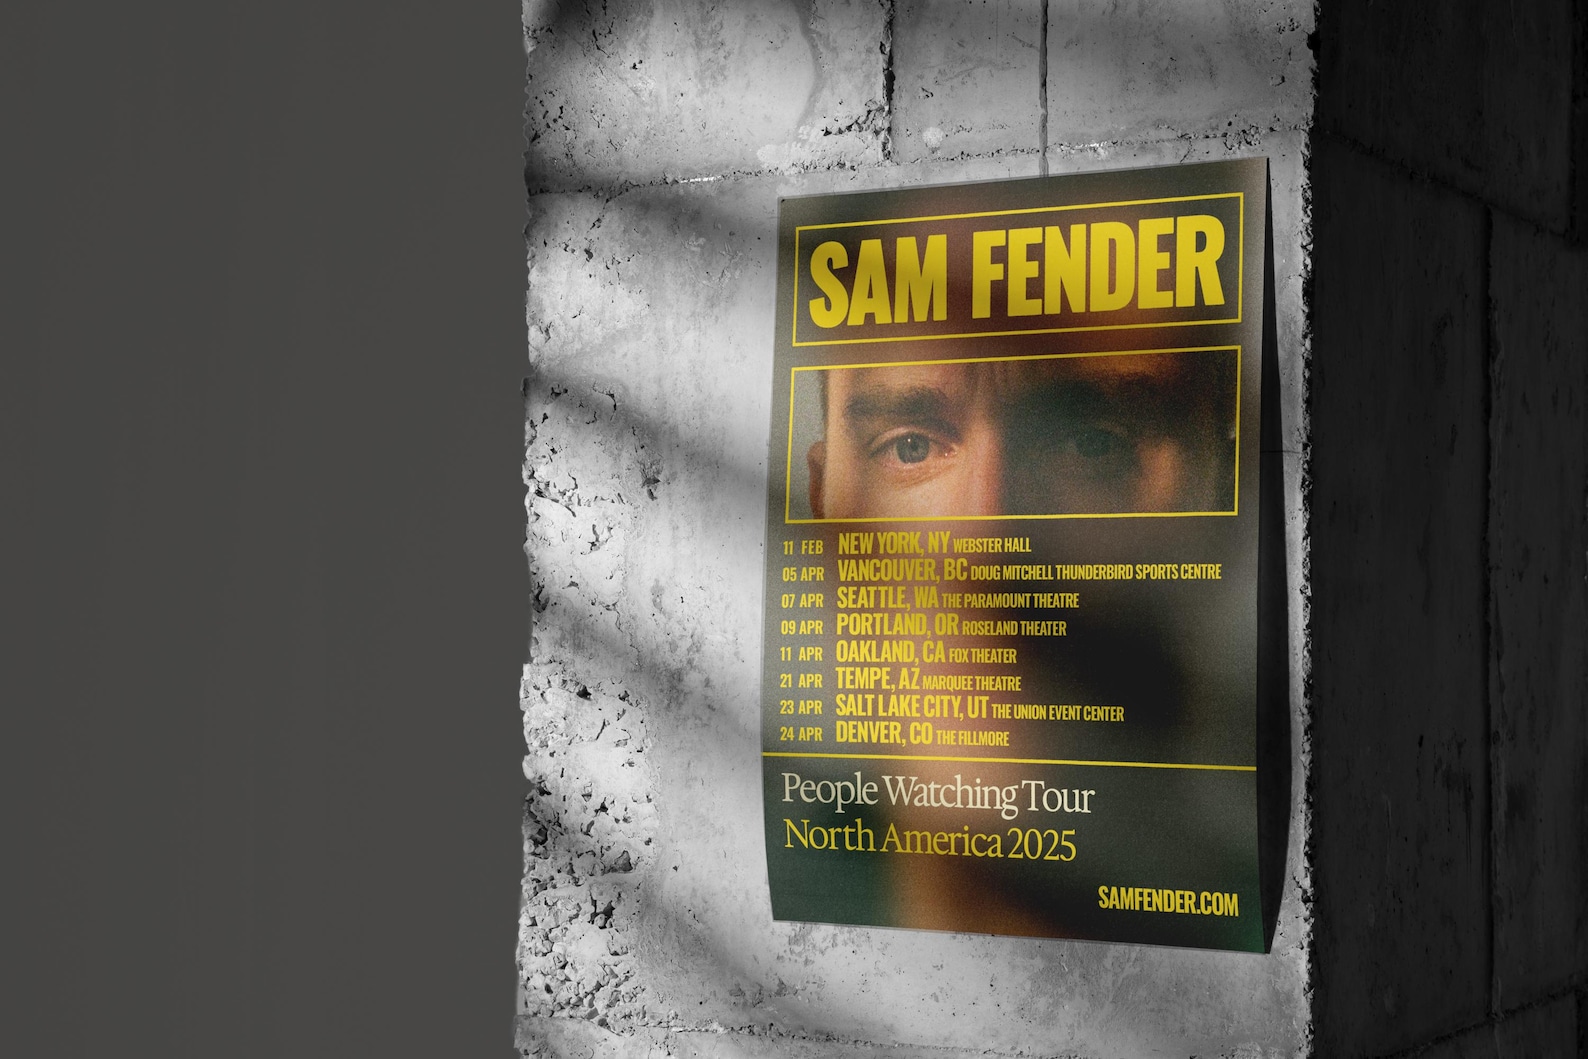 SAM FENDER
11 FEB NEW YORK, NY WEBSTER HALL
05 APR VANCOUVER, BC DOUG MITCHELL THUNDERBIRD SPORTS CENTRE
07 APR SEATTLE, WA THE PARAMOUNT THEATRE
09 APR PORTLAND, OR ROSELAND THEATER
11 APR OAKLAND, CA FOX THEATER
21 APR TEMPE, AZ MARQUEE THEATRE
23 APR SALT LAKE CITY, UT THE UNION EVENT CENTER
24 APR DENVER, CO THE FILLMORE
People Watching Tour
North America 2025
SAMFENDER.COM